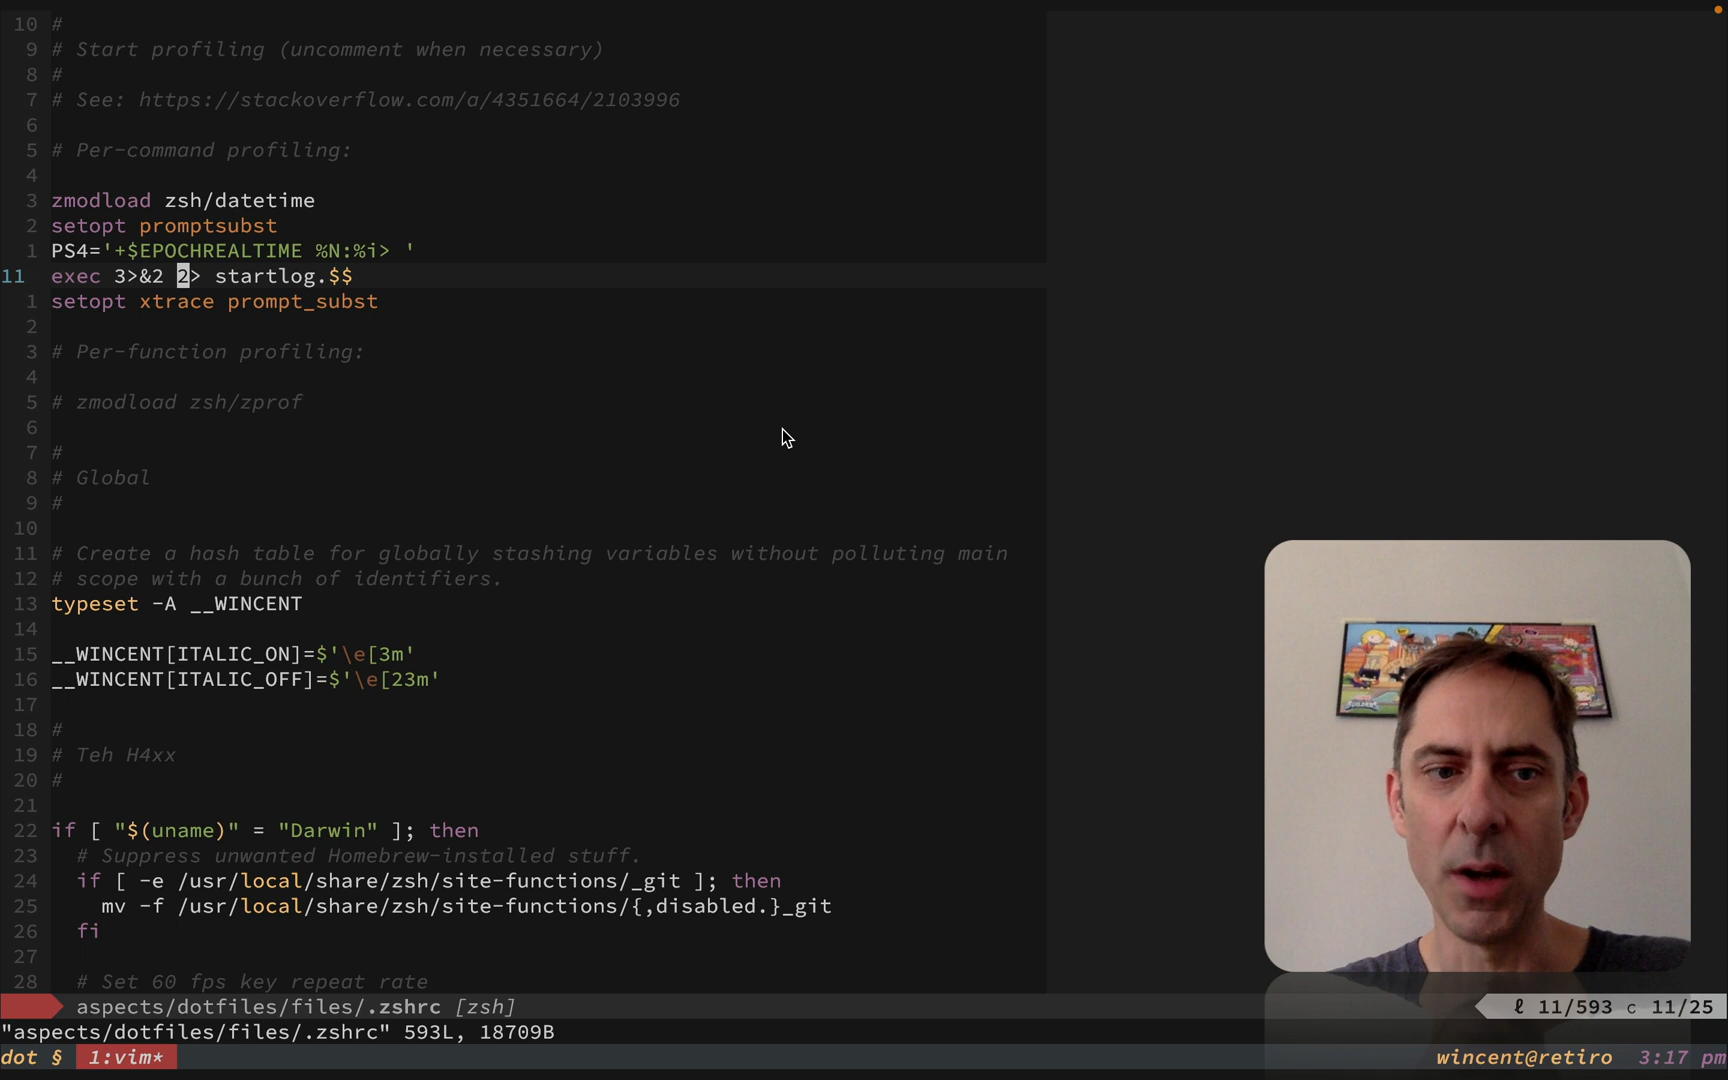 10 #
9 # Start profiling (uncomment when necessary)
8 #
7 # See: https://stackoverflow.com/a/4351664/2103996
6
5 # Per-command profiling:
4
3 zmodload zsh/datetime
2 setopt promptsubst
1 PS4='+$EPOCHREALTIME %N:%i> '
11 exec 3>&2 2> startlog.$$
1 setopt xtrace prompt_subst
2
3 # Per-function profiling:
4
5 # zmodload zsh/zprof
6
7 #
8 # Global
9 #
10
11 # Create a hash table for globally stashing variables without polluting main
12 # scope with a bunch of identifiers.
13 typeset -A __WINCENT
14
15 __WINCENT[ITALIC_ON]=$'\e[3m'
16 __WINCENT[ITALIC_OFF]=$'\e[23m'
17
18 #
19 # Teh H4xx
20 #
21
22 if [ "$(uname)" = "Darwin" ]; then
23   # Suppress unwanted Homebrew-installed stuff.
24   if [ -e /usr/local/share/zsh/site-functions/_git ]; then
25     mv -f /usr/local/share/zsh/site-functions/{,disabled.}_git
26   fi
27
28   # Set 60 fps key repeat rate
aspects/dotfiles/files/.zshrc [zsh] ℓ 11/593 c 11/25
"aspects/dotfiles/files/.zshrc" 593L, 18709B
dot § 1:vim* wincent@retiro 3:17 pm